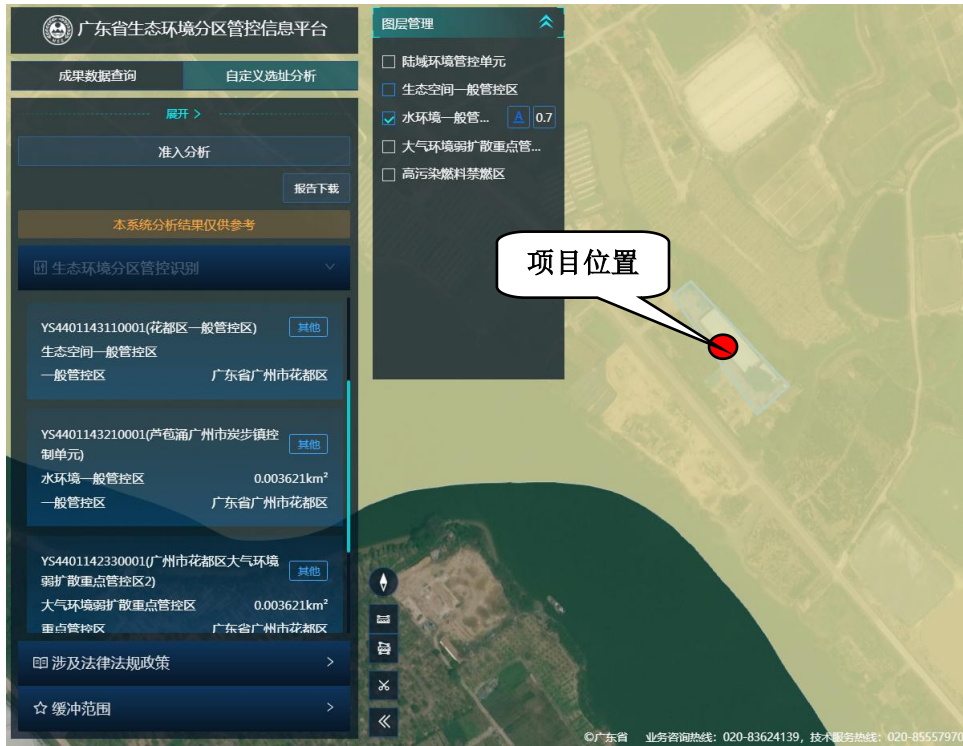 广东省生态环境分区管控信息平台
成果数据查询
自定义选址分析
展开 >
准入分析
报告下载
本系统分析结果仅供参考
生态环境分区管控识别
YS4401143110001(花都区一般管控区)
其他
生态空间一般管控区
一般管控区 广东省广州市花都区
YS4401143210001(芦苞涌广州市炭步镇控
制单元)
其他
水环境一般管控区 0.003621km²
一般管控区 广东省广州市花都区
YS4401142330001(广州市花都区大气环境
弱扩散重点管控区2)
其他
大气环境弱扩散重点管控区 0.003621km²
重点管控区 广东省广州市花都区
涉及法律法规政策
缓冲范围
图层管理
陆域环境管控单元
生态空间一般管控区
水环境一般管... A 0.7
大气环境弱扩散重点管...
高污染燃料禁燃区
项目位置
©广东省 业务咨询热线：020-83624139，技术服务热线：020-85557970